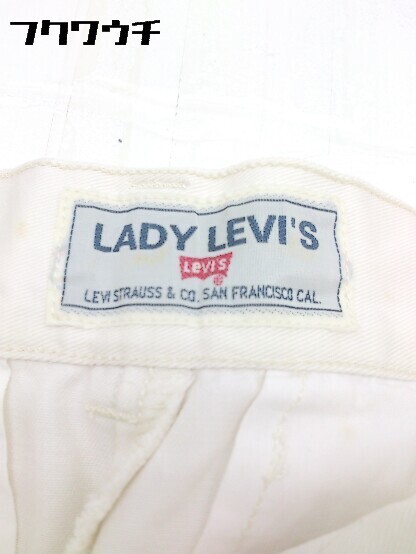 フクワウチ
LADY LEVI'S
LEVI'S
®
LEVI STRAUSS & CO. SAN FRANCISCO CAL.